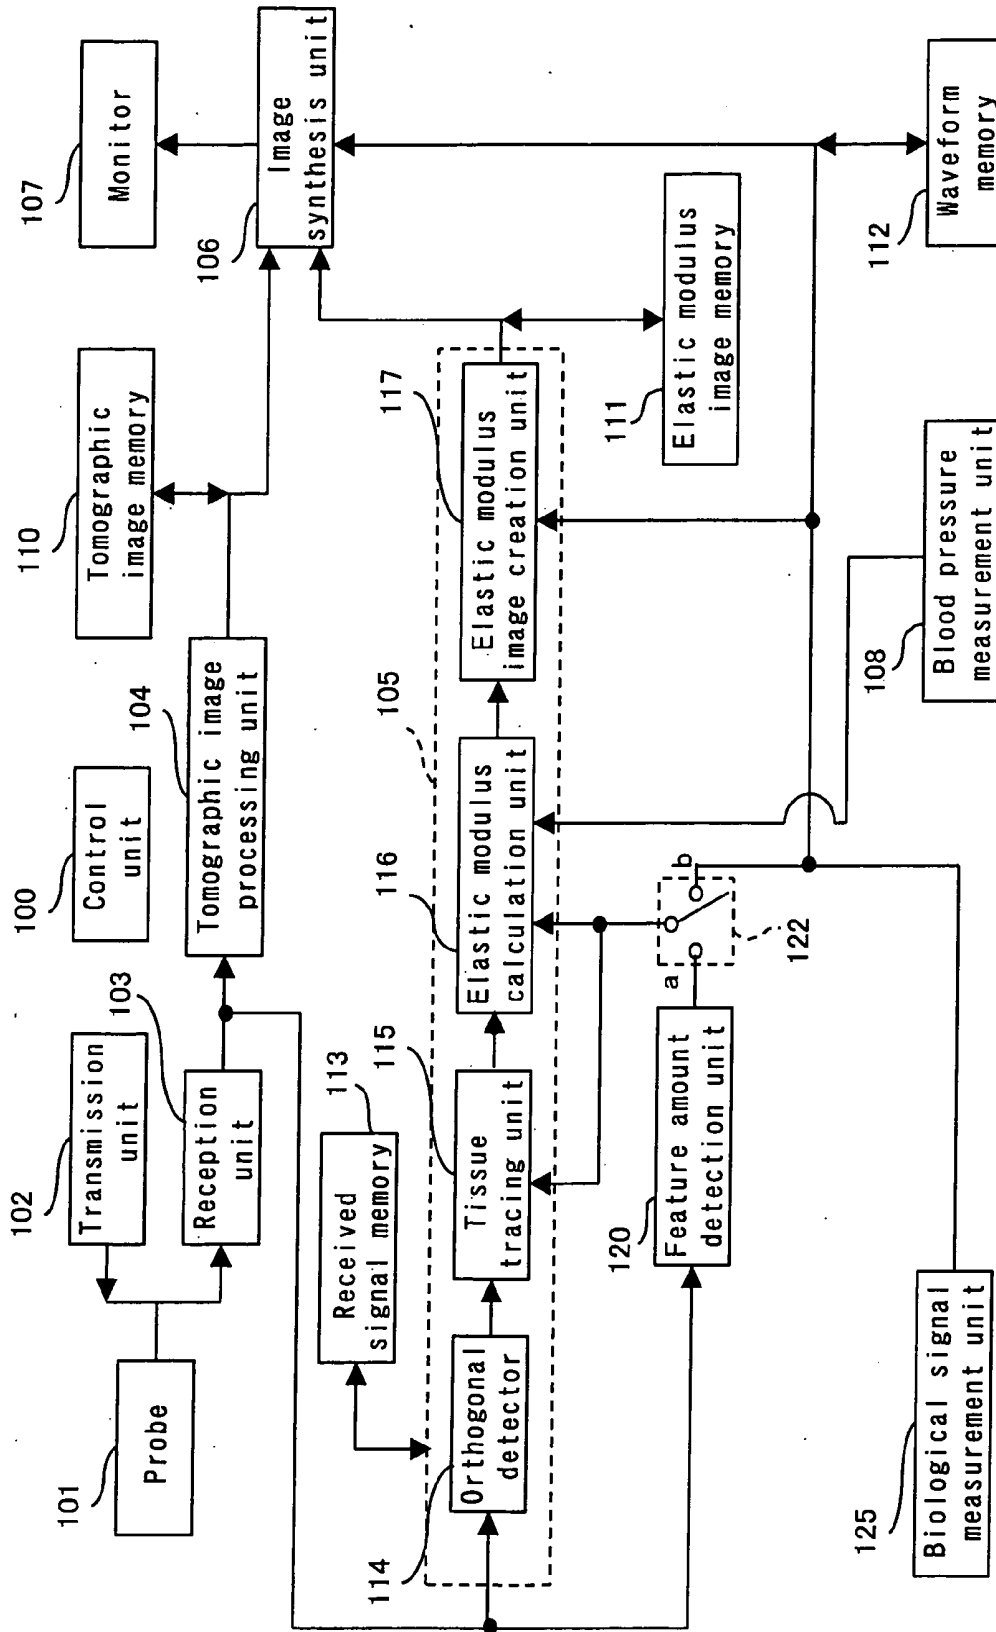 101
Probe
102
Transmission
unit
103
Reception
unit
100
Control
unit
104
Tomographic image
processing unit
110
Tomographic
image memory
107
Monitor
106
Image
synthesis unit
113
Received
signal memory
105
114
Orthogonal
detector
115
Tissue
tracing unit
116
Elastic modulus
calculation unit
117
Elastic modulus
image creation unit
111
Elastic modulus
image memory
120
Feature amount
detection unit
a
b
122
125
Biological signal
measurement unit
108
Blood pressure
measurement unit
112
Waveform
memory